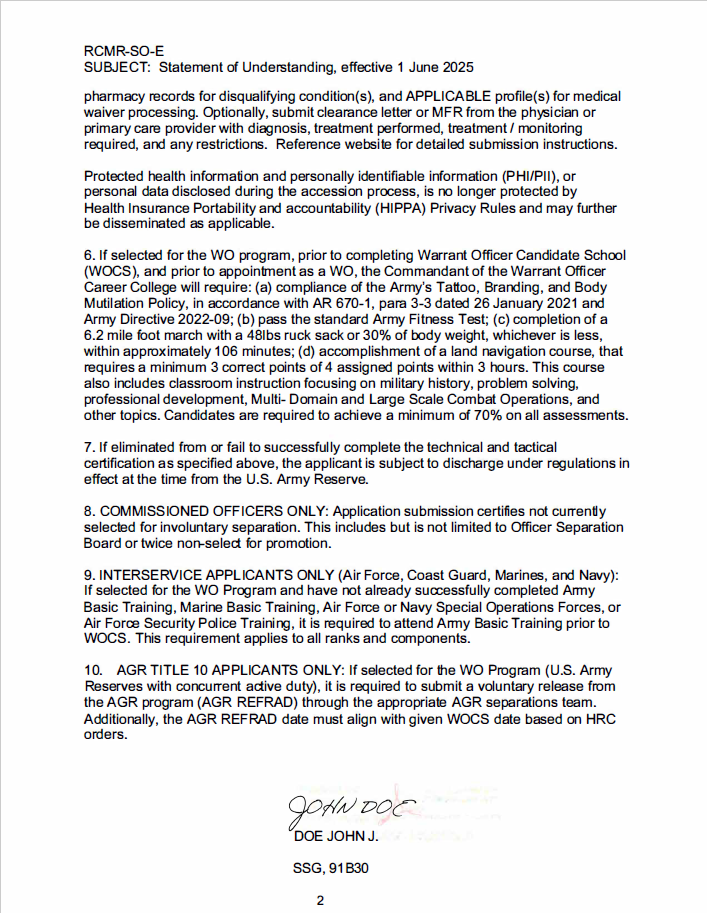 RCMR-SO-E
SUBJECT: Statement of Understanding, effective 1 June 2025
pharmacy records for disqualifying condition(s), and APPLICABLE profile(s) for medical
waiver processing. Optionally, submit clearance letter or MFR from the physician or
primary care provider with diagnosis, treatment performed, treatment / monitoring
required, and any restrictions. Reference website for detailed submission instructions.
Protected health information and personally identifiable information (PHI/PII), or
personal data disclosed during the accession process, is no longer protected by
Health Insurance Portability and accountability (HIPPA) Privacy Rules and may further
be disseminated as applicable.
6. If selected for the WO program, prior to completing Warrant Officer Candidate School
(WOCS), and prior to appointment as a WO, the Commandant of the Warrant Officer
Career College will require: (a) compliance of the Army's Tattoo, Branding, and Body
Mutilation Policy, in accordance with AR 670-1, para 3-3 dated 26 January 2021 and
Army Directive 2022-09; (b) pass the standard Army Fitness Test; (c) completion of a
6.2 mile foot march with a 48lbs ruck sack or 30% of body weight, whichever is less,
within approximately 106 minutes; (d) accomplishment of a land navigation course, that
requires a minimum 3 correct points of 4 assigned points within 3 hours. This course
also includes classroom instruction focusing on military history, problem solving,
professional development, Multi- Domain and Large Scale Combat Operations, and
other topics. Candidates are required to achieve a minimum of 70% on all assessments.
7. If eliminated from or fail to successfully complete the technical and tactical
certification as specified above, the applicant is subject to discharge under regulations in
effect at the time from the U.S. Army Reserve.
8. COMMISSIONED OFFICERS ONLY: Application submission certifies not currently
selected for involuntary separation. This includes but is not limited to Officer Separation
Board or twice non-select for promotion.
9. INTERSERVICE APPLICANTS ONLY (Air Force, Coast Guard, Marines, and Navy):
If selected for the WO Program and have not already successfully completed Army
Basic Training, Marine Basic Training, Air Force or Navy Special Operations Forces, or
Air Force Security Police Training, it is required to attend Army Basic Training prior to
WOCS. This requirement applies to all ranks and components.
10. AGR TITLE 10 APPLICANTS ONLY: If selected for the WO Program (U.S. Army
Reserves with concurrent active duty), it is required to submit a voluntary release from
the AGR program (AGR REFRAD) through the appropriate AGR separations team.
Additionally, the AGR REFRAD date must align with given WOCS date based on HRC
orders.
JOHN DOE
DOE JOHN J.
SSG, 91B30
2